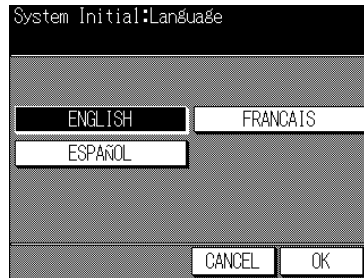 System Initial:Language
ENGLISH FRANCAIS
ESPAÑOL
CANCEL OK